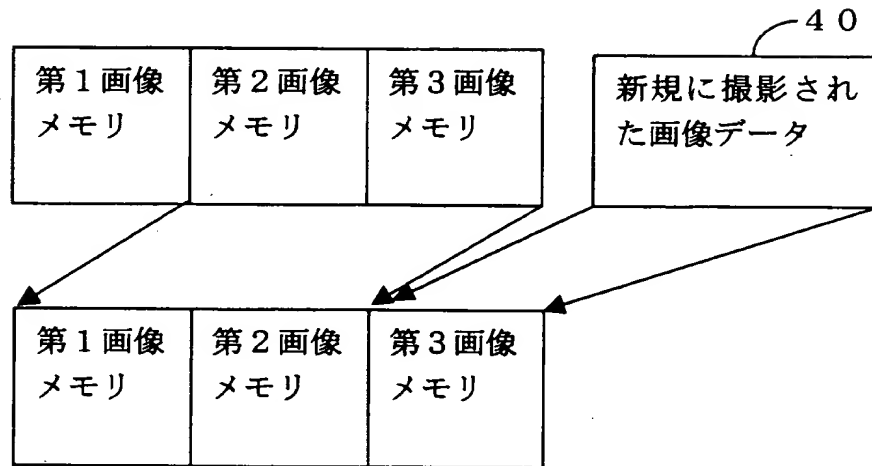 40
第1画像
メモリ
第2画像
メモリ
第3画像
メモリ
新規に撮影され
た画像データ
第1画像
メモリ
第2画像
メモリ
第3画像
メモリ